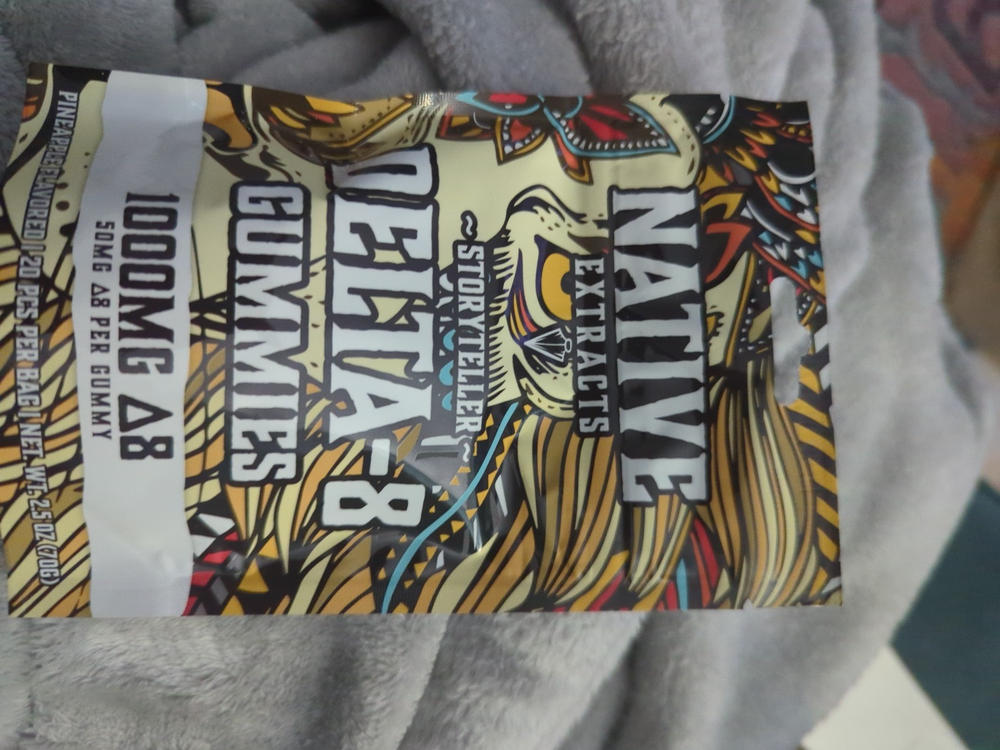 NATIVE
EXTRACTS
~STORYTELLER~
DELTA-8
GUMMIES
1000MG Δ8
50MG Δ8 PER GUMMY
PINEAPPLE FLAVORED | 20 PCS PER BAG | NET. WT. 2.5 OZ (70G)